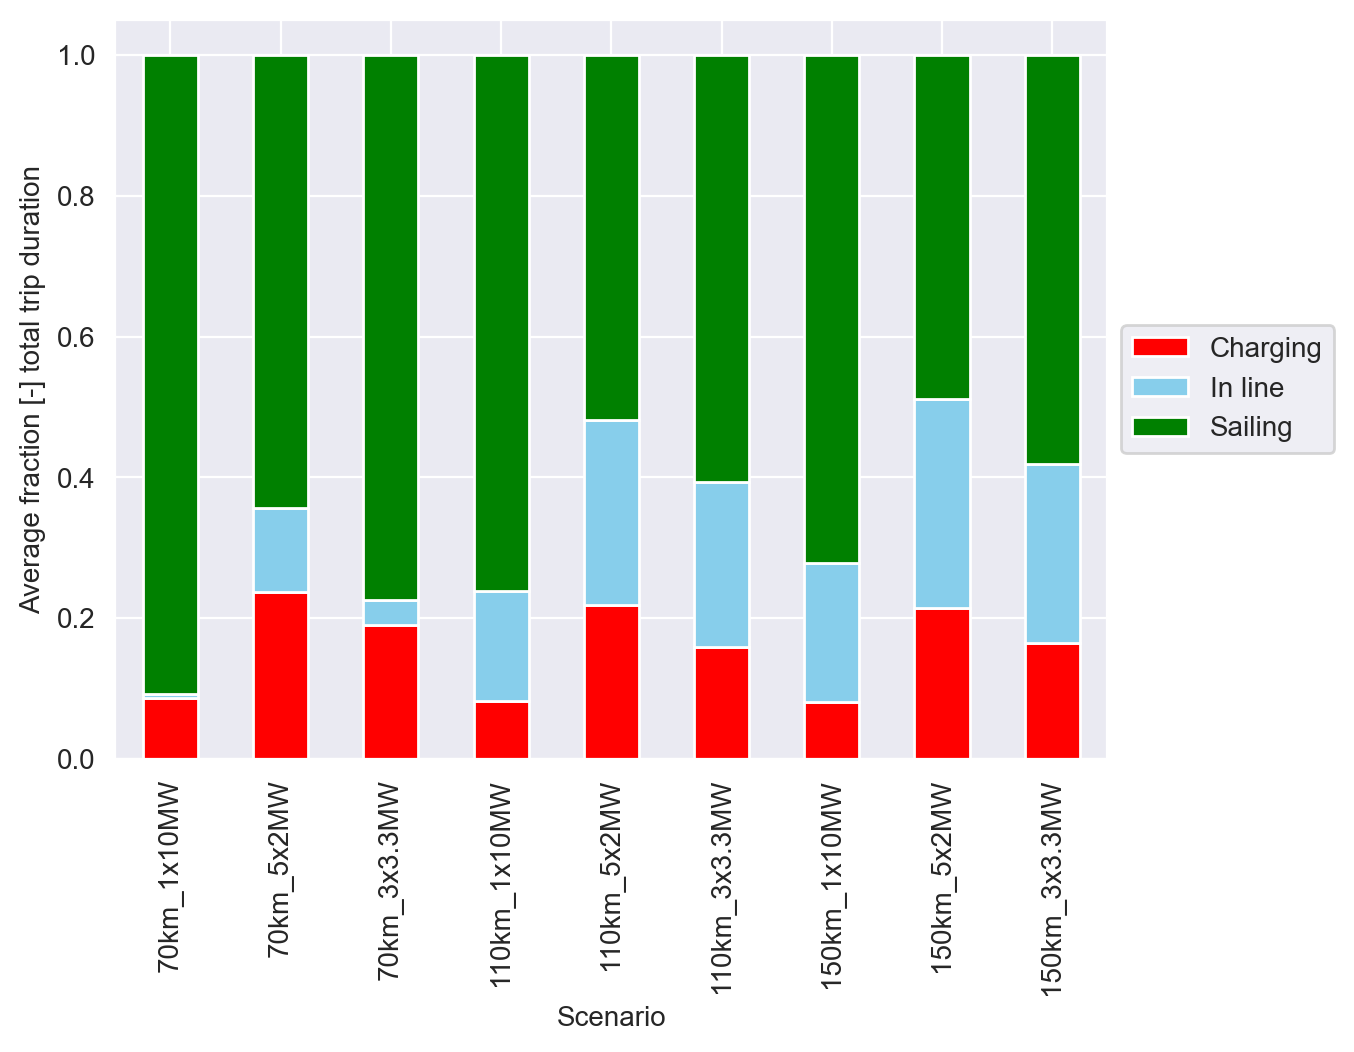 Average fraction [-] total trip duration
1.0
0.8
0.6
0.4
0.2
0.0
70km_1x10MW
70km_5x2MW
70km_3x3.3MW
110km_1x10MW
110km_5x2MW
110km_3x3.3MW
150km_1x10MW
150km_5x2MW
150km_3x3.3MW
Scenario
Charging
In line
Sailing